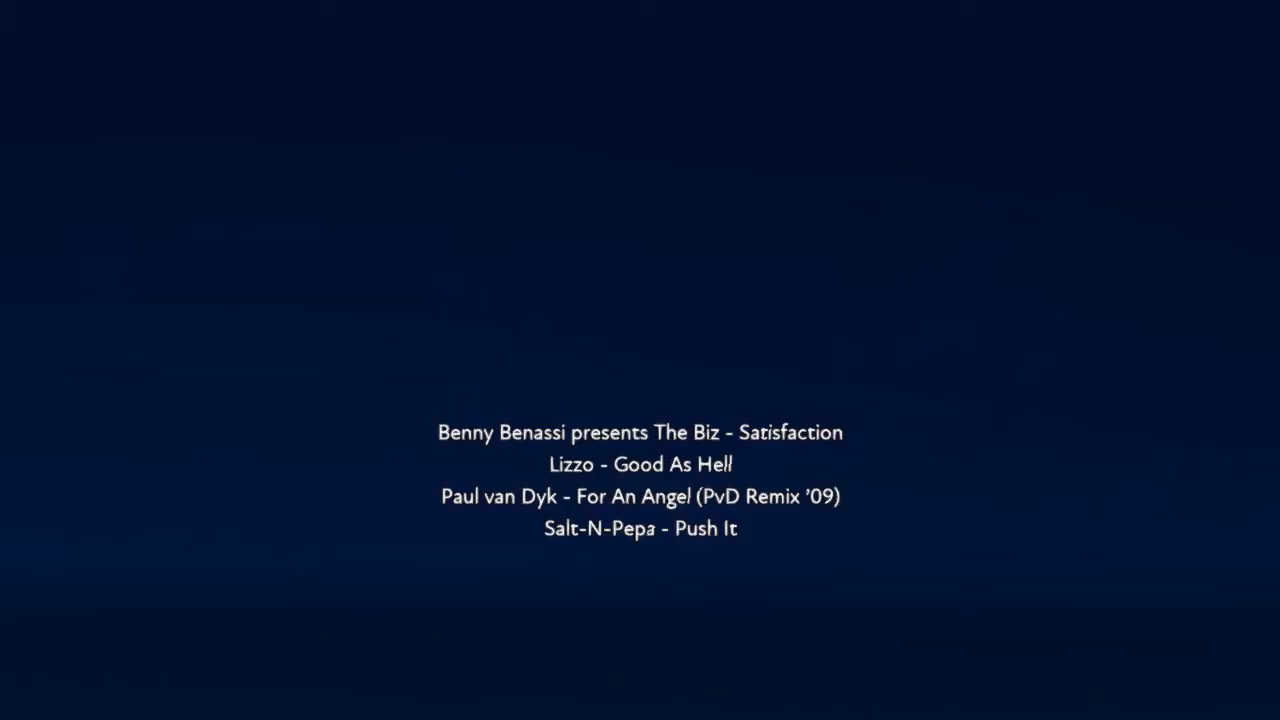 Benny Benassi presents The Biz - Satisfaction
Lizzo - Good As Hell
Paul van Dyk - For An Angel (PvD Remix ’09)
Salt-N-Pepa - Push It